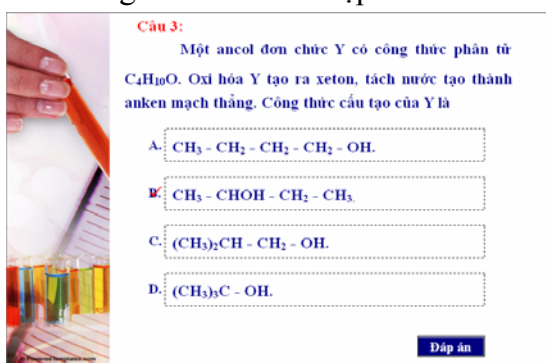 Câu 3:
Một ancol đơn chức Y có công thức phân tử
C₄H₁₀O. Oxi hóa Y tạo ra xeton, tách nước tạo thành
anken mạch thẳng. Công thức cấu tạo của Y là
A. CH₃ - CH₂ - CH₂ - CH₂ - OH.
B. CH₃ - CHOH - CH₂ - CH₃.
C. (CH₃)₂CH - CH₂ - OH.
D. (CH₃)₃C - OH.
Đáp án